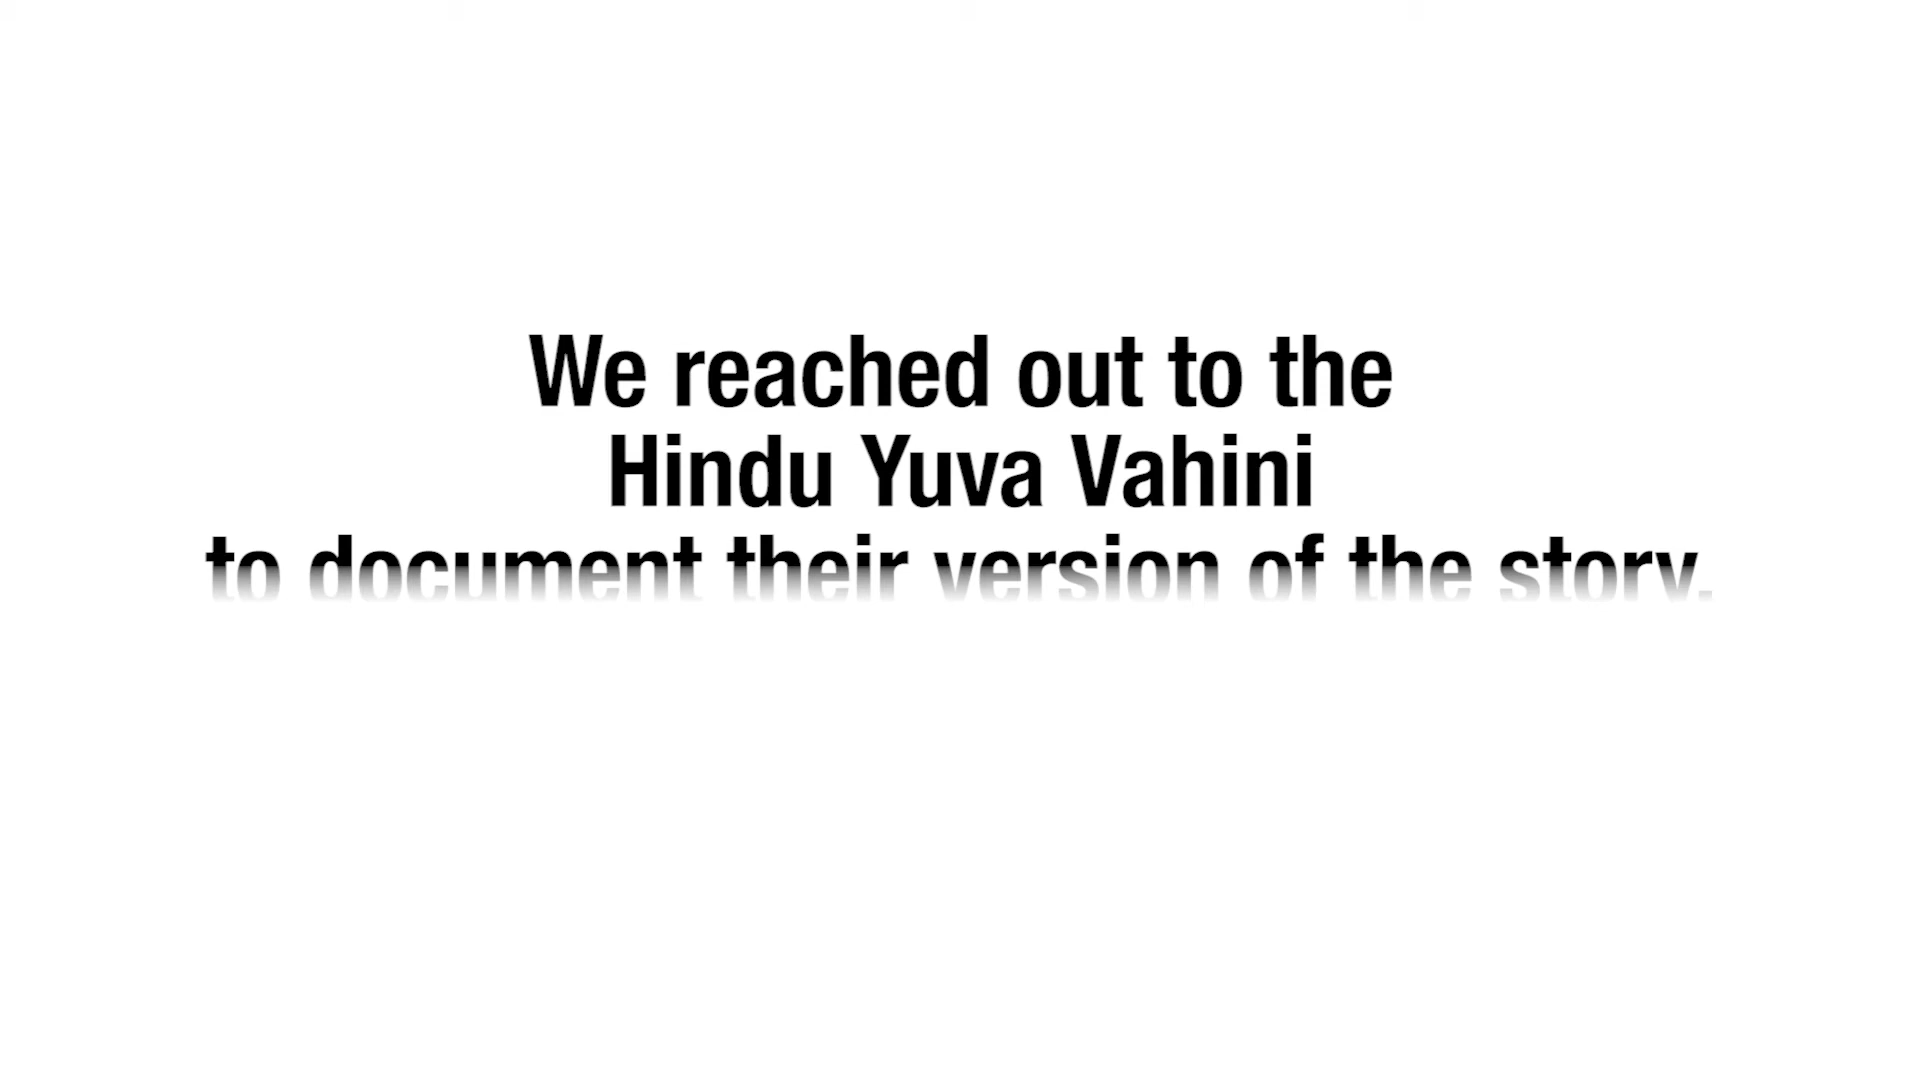 We reached out to the
Hindu Yuva Vahini
to document their version of the story.